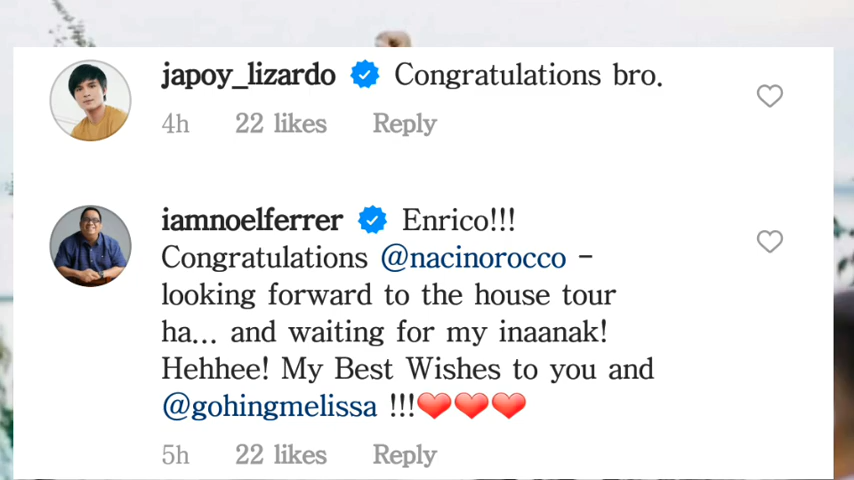 japoy_lizardo Congratulations bro.
4h 22 likes Reply
iamnoelferrer Enrico!!!
Congratulations @nacinorocco -
looking forward to the house tour
ha... and waiting for my inaanak!
Hehhee! My Best Wishes to you and
@gohingmelissa !!!❤️❤️❤️
5h 22 likes Reply